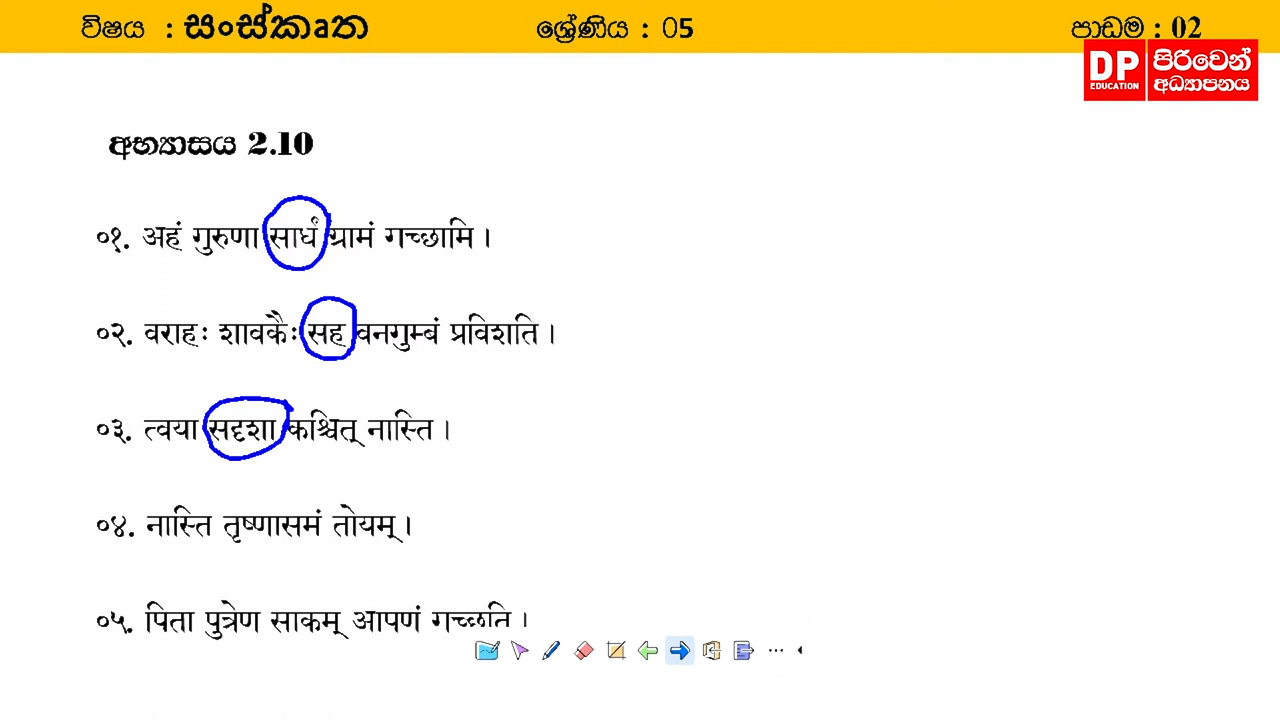 විෂය : සංස්කෘත ශ්‍රේණිය : 05 පාඩම : 02
DP EDUCATION පිරිවෙන් අධ්‍යාපනය
අභ්‍යාසය 2.10
०१. अहं गुरुणा सार्धं ग्रामं गच्छामि ।
०२. वराहः शावकैः सह वनगुम्बं प्रविशति ।
०३. त्वया सदृशा कश्चित् नास्ति ।
०४. नास्ति तृष्णासमं तोयम् ।
०५. पिता पुत्रेण साकम् आपणं गच्छति ।